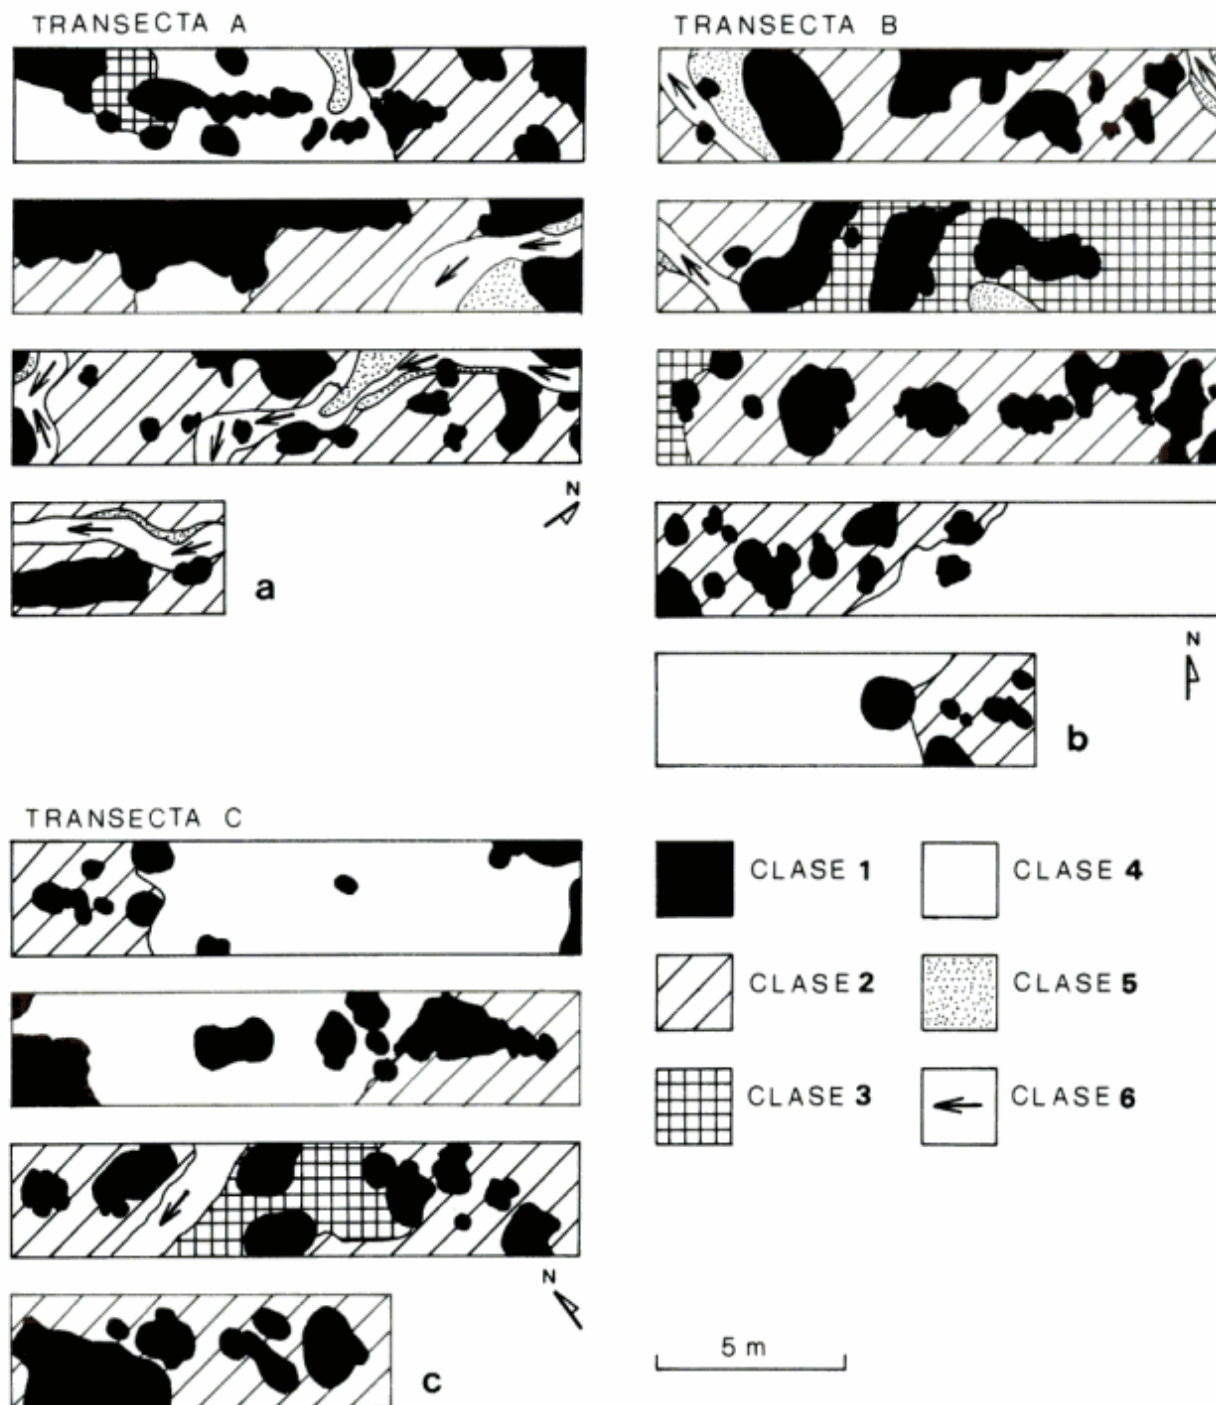 TRANSECTA A
TRANSECTA B
N
a
N
b
TRANSECTA C
CLASE 1
CLASE 4
CLASE 2
CLASE 5
CLASE 3
CLASE 6
N
c
5 m